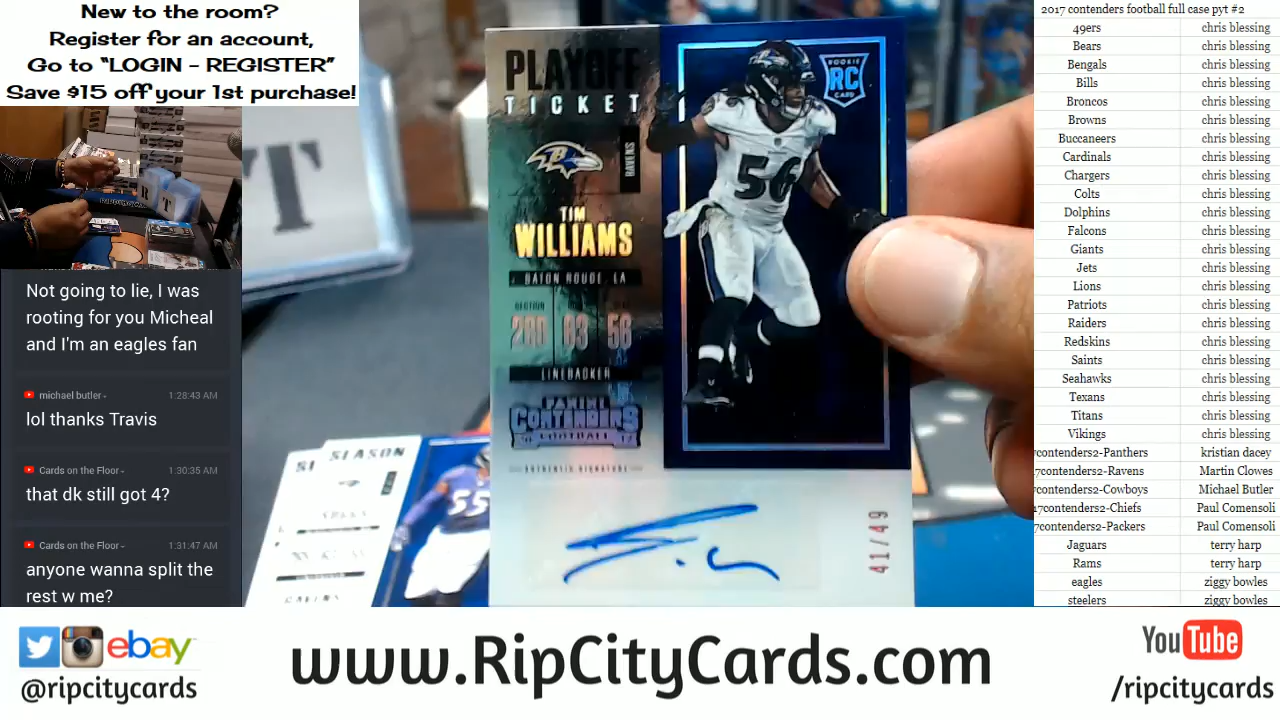 New to the room?
Register for an account,
Go to "LOGIN - REGISTER"
Save $15 off your 1st purchase!
Not going to lie, I was
rooting for you Micheal
and I'm an eagles fan
michael butler
1:28:43 AM
lol thanks Travis
Cards on the Floor
1:30:35 AM
that dk still got 4?
Cards on the Floor
1:31:47 AM
anyone wanna split the
rest w me?
T
PLAYOFF
TICKET
RAVENS
TIM
WILLIAMS
BATON ROUGE, LA
LINEBACKER
PANINI
CONTENDERS
FOOTBALL
AUTHENTIC SIGNATURE
ROOKIE
RC
CARD
56
41/49
SEASON
55
2017 contenders football full case pyt #2
49ers chris blessing
Bears chris blessing
Bengals chris blessing
Bills chris blessing
Broncos chris blessing
Browns chris blessing
Buccaneers chris blessing
Cardinals chris blessing
Chargers chris blessing
Colts chris blessing
Dolphins chris blessing
Falcons chris blessing
Giants chris blessing
Jets chris blessing
Lions chris blessing
Patriots chris blessing
Raiders chris blessing
Redskins chris blessing
Saints chris blessing
Seahawks chris blessing
Texans chris blessing
Titans chris blessing
Vikings chris blessing
7contenders2-Panthers kristian dacey
7contenders2-Ravens Martin Clowes
contenders2-Cowboys Michael Butler
17contenders2-Chiefs Paul Comensoli
7contenders2-Packers Paul Comensoli
Jaguars terry harp
Rams terry harp
eagles ziggy bowles
steelers ziggy bowles
ebay
@ripcitycards
www.RipCityCards.com
YouTube
/ripcitycards